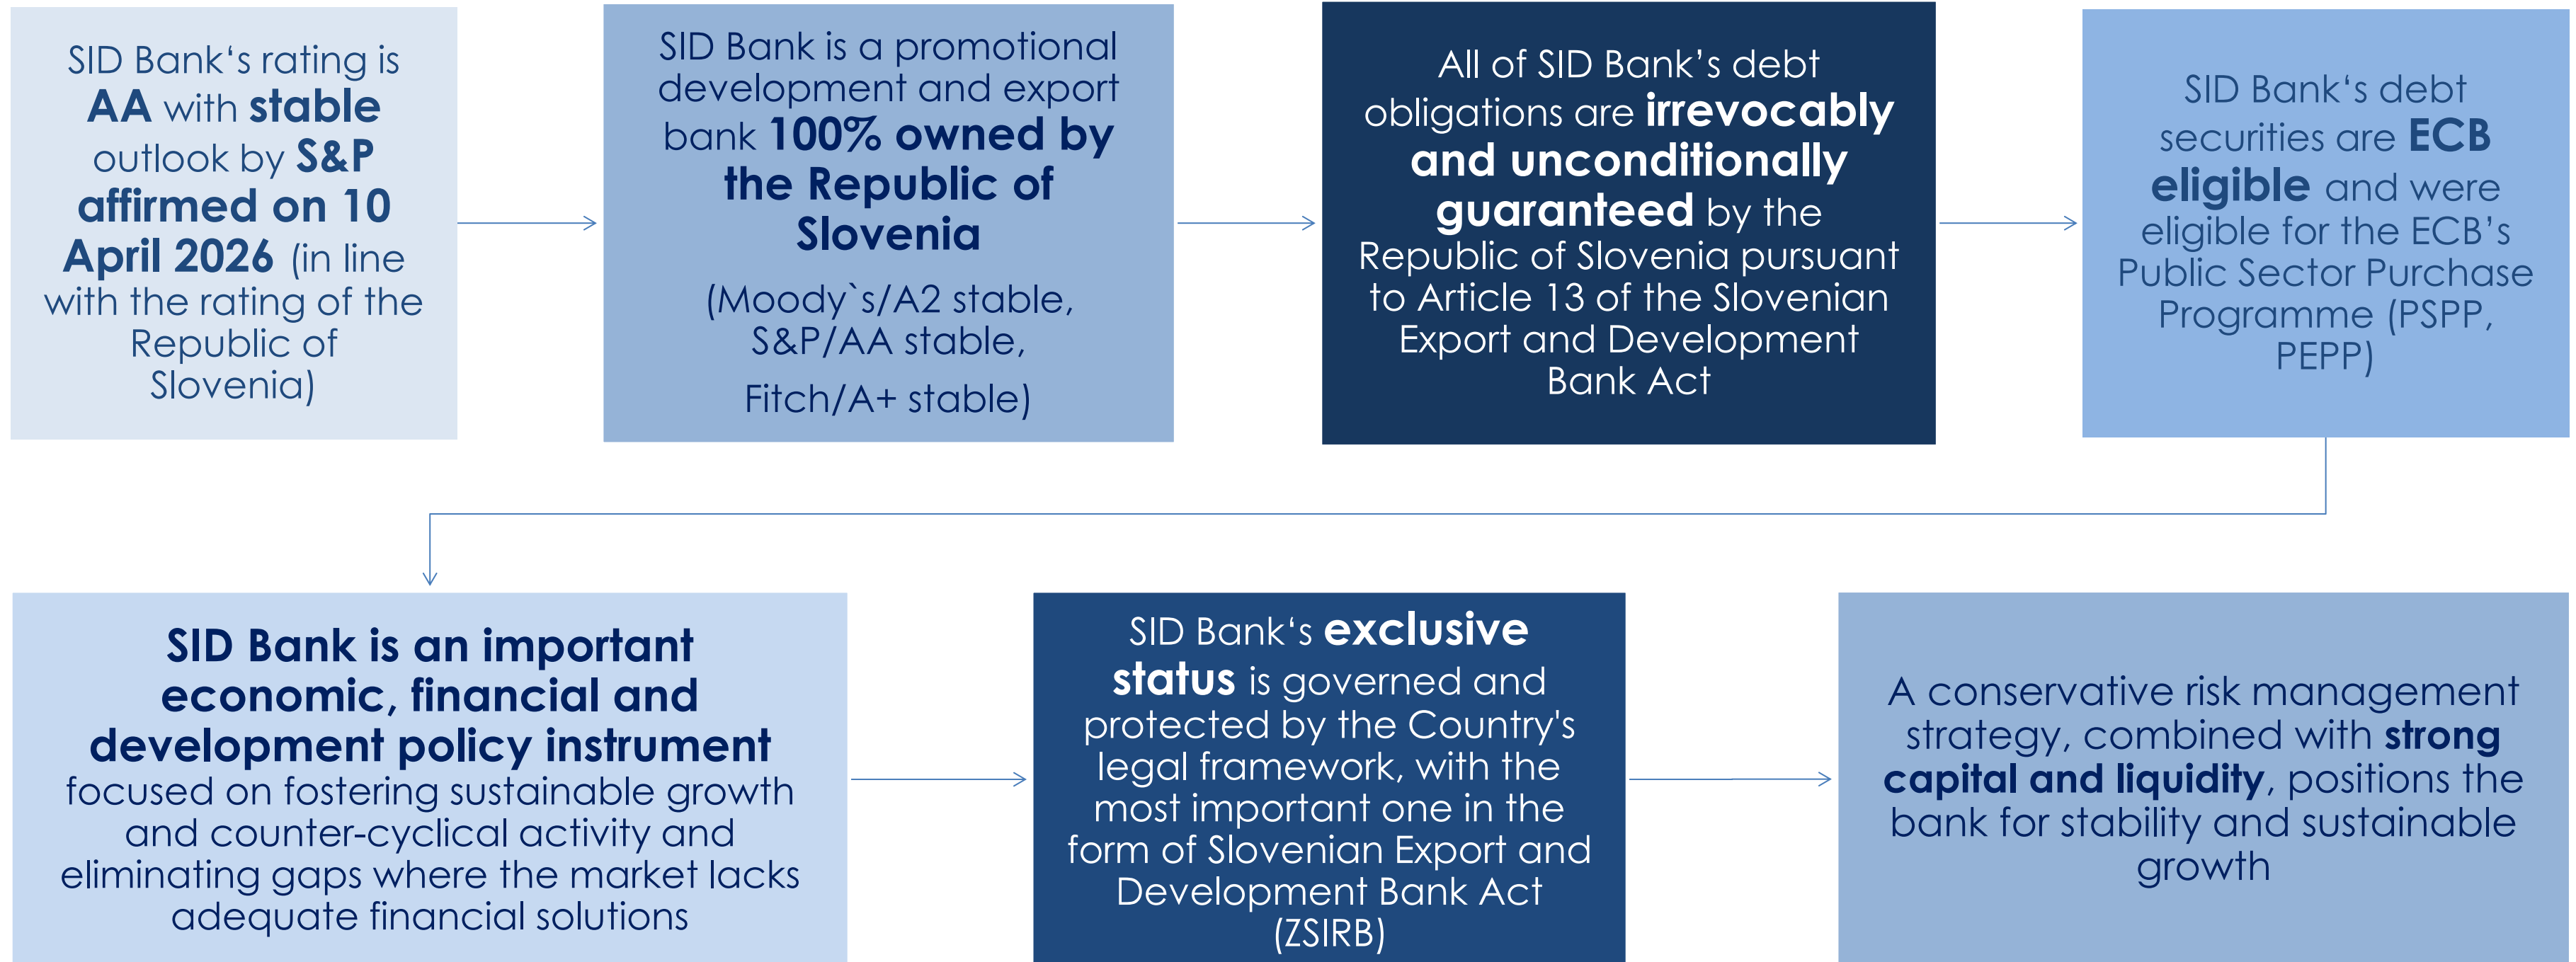 SID Bank‘s rating is
AA with stable
outlook by S&P
affirmed on 10
April 2026 (in line
with the rating of the
Republic of
Slovenia)
SID Bank is a promotional
development and export
bank 100% owned by
the Republic of
Slovenia
(Moody`s/A2 stable,
S&P/AA stable,
Fitch/A+ stable)
All of SID Bank’s debt
obligations are irrevocably
and unconditionally
guaranteed by the
Republic of Slovenia pursuant
to Article 13 of the Slovenian
Export and Development
Bank Act
SID Bank‘s debt
securities are ECB
eligible and were
eligible for the ECB’s
Public Sector Purchase
Programme (PSPP,
PEPP)
SID Bank is an important
economic, financial and
development policy instrument
focused on fostering sustainable growth
and counter-cyclical activity and
eliminating gaps where the market lacks
adequate financial solutions
SID Bank‘s exclusive
status is governed and
protected by the Country's
legal framework, with the
most important one in the
form of Slovenian Export and
Development Bank Act
(ZSIRB)
A conservative risk management
strategy, combined with strong
capital and liquidity, positions the
bank for stability and sustainable
growth